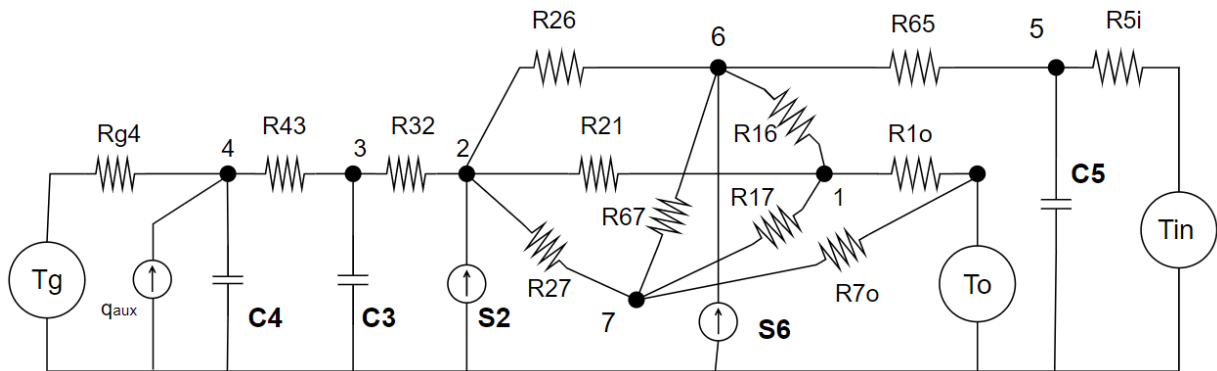 R26
6
R65
5
R5i
Rg4
4
R43
3
R32
2
R21
R16
R1o
R67
R17
1
C5
Tin
Tg
qaux
C4
C3
S2
R27
7
S6
R7o
To